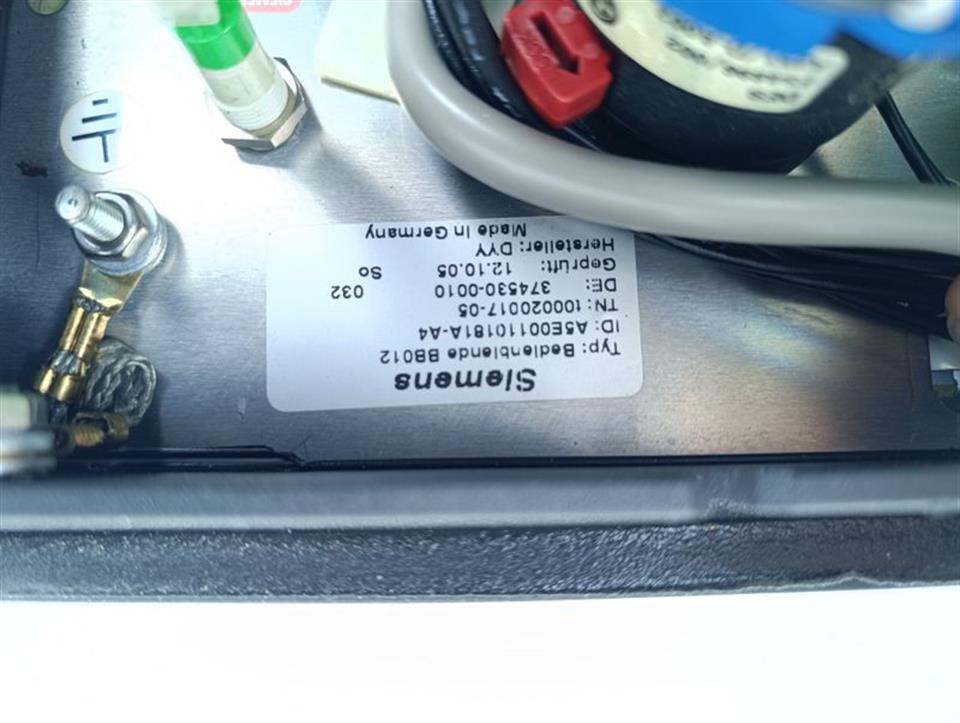 Siemens
Typ: Bedienblende BB012
ID: A5E00110181A-A4
TN: t00020017-05
DE: 374530-0010 032
Geprüft: 12.10.05 So
Hersteller: DYY
Made In Germany